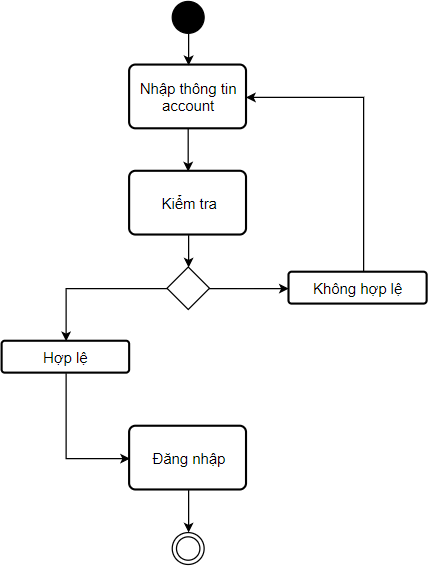 Nhập thông tin
account
Kiểm tra
Không hợp lệ
Hợp lệ
Đăng nhập